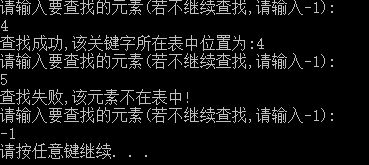 请输入要查找的元素(若不继续查找,请输入-1):
4
查找成功,该关键字所在表中位置为:4
请输入要查找的元素(若不继续查找,请输入-1):
5
查找失败,该元素不在表中!
请输入要查找的元素(若不继续查找,请输入-1):
-1
请按任意键继续. . .